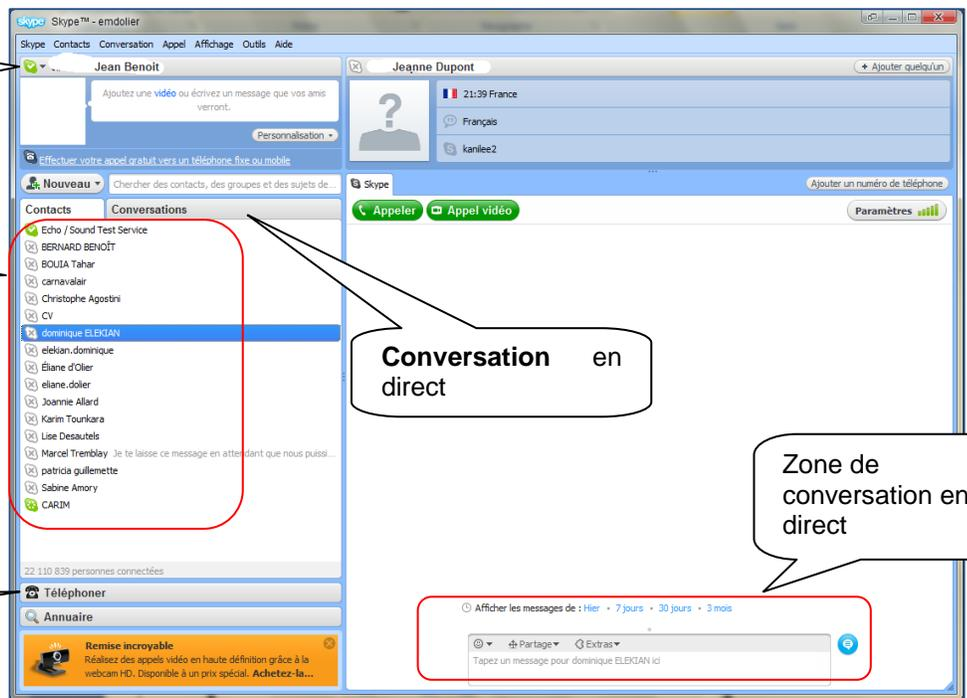 Skype™ - emdolier
Skype Contacts Conversation Appel Affichage Outils Aide
Jean Benoit
Ajoutez une vidéo ou écrivez un message que vos amis
verront.
Personnalisation
Effectuer votre appel gratuit vers un téléphone fixe ou mobile
Nouveau
Chercher des contacts, des groupes et des sujets de...
Contacts Conversations
Echo / Sound Test Service
BERNARD BENOÎT
BOUIA Tahar
carnavalair
Christophe Agostini
CV
dominique ELEKIAN
elekian.dominique
Éliane d'Olier
eliane.dolier
Joannie Allard
Karim Tounkara
Lise Desautels
Marcel Tremblay Je te laisse ce message en attendant que nous puissi...
patricia guillemette
Sabine Amory
CARIM
22 110 839 personnes connectées
Téléphoner
Annuaire
Remise incroyable
Réalisez des appels vidéo en haute définition grâce à la
webcam HD. Disponible à un prix spécial. Achetez-la...
Jeanne Dupont
+ Ajouter quelqu'un
21:39 France
Français
kanilee2
Skype
Ajouter un numéro de téléphone
Appeler Appel vidéo
Paramètres
Conversation en
direct
Zone de
conversation en
direct
Afficher les messages de : Hier • 7 jours • 30 jours • 3 mois
Partage Extras
Tapez un message pour dominique ELEKIAN ici